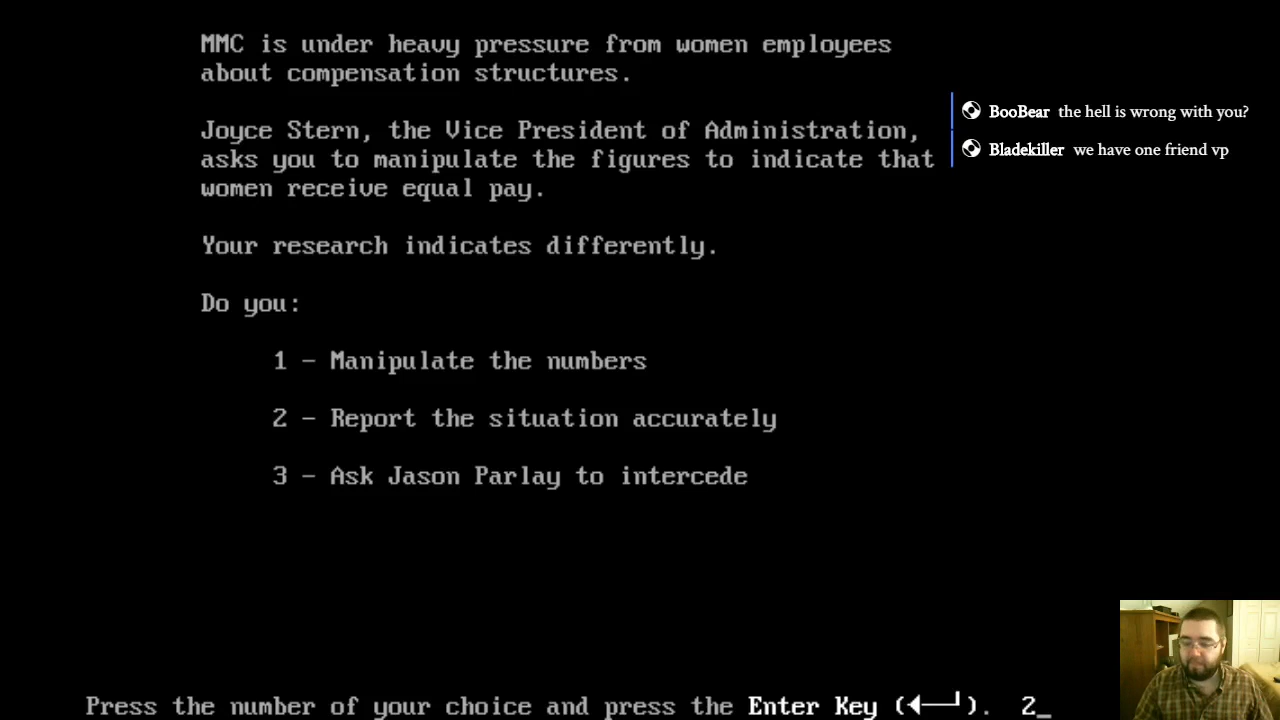 MMC is under heavy pressure from women employees
about compensation structures.
Joyce Stern, the Vice President of Administration,
asks you to manipulate the figures to indicate that
women receive equal pay.
Your research indicates differently.
Do you:
1 - Manipulate the numbers
2 - Report the situation accurately
3 - Ask Jason Parlay to intercede
Press the number of your choice and press the Enter Key (◄─┘). 2_
BooBear the hell is wrong with you?
Bladekiller we have one friend vp